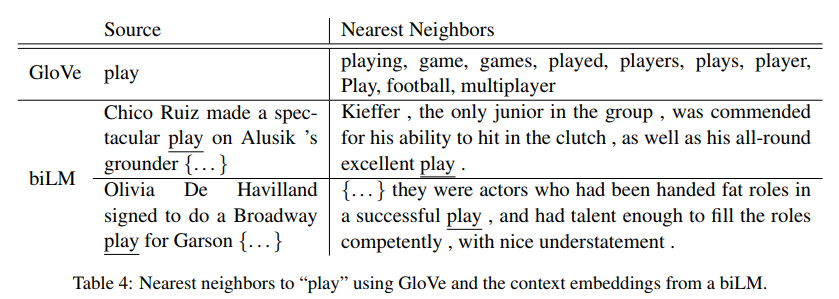 Source Nearest Neighbors
GloVe play playing, game, games, played, players, plays, player,
Play, football, multiplayer
biLM
Chico Ruiz made a spec-
tacular play on Alusik 's
grounder {...}
Kieffer , the only junior in the group , was commended
for his ability to hit in the clutch , as well as his all-round
excellent play .
Olivia De Havilland
signed to do a Broadway
play for Garson {...}
{...} they were actors who had been handed fat roles in
a successful play , and had talent enough to fill the roles
competently , with nice understatement .
Table 4: Nearest neighbors to "play" using GloVe and the context embeddings from a biLM.